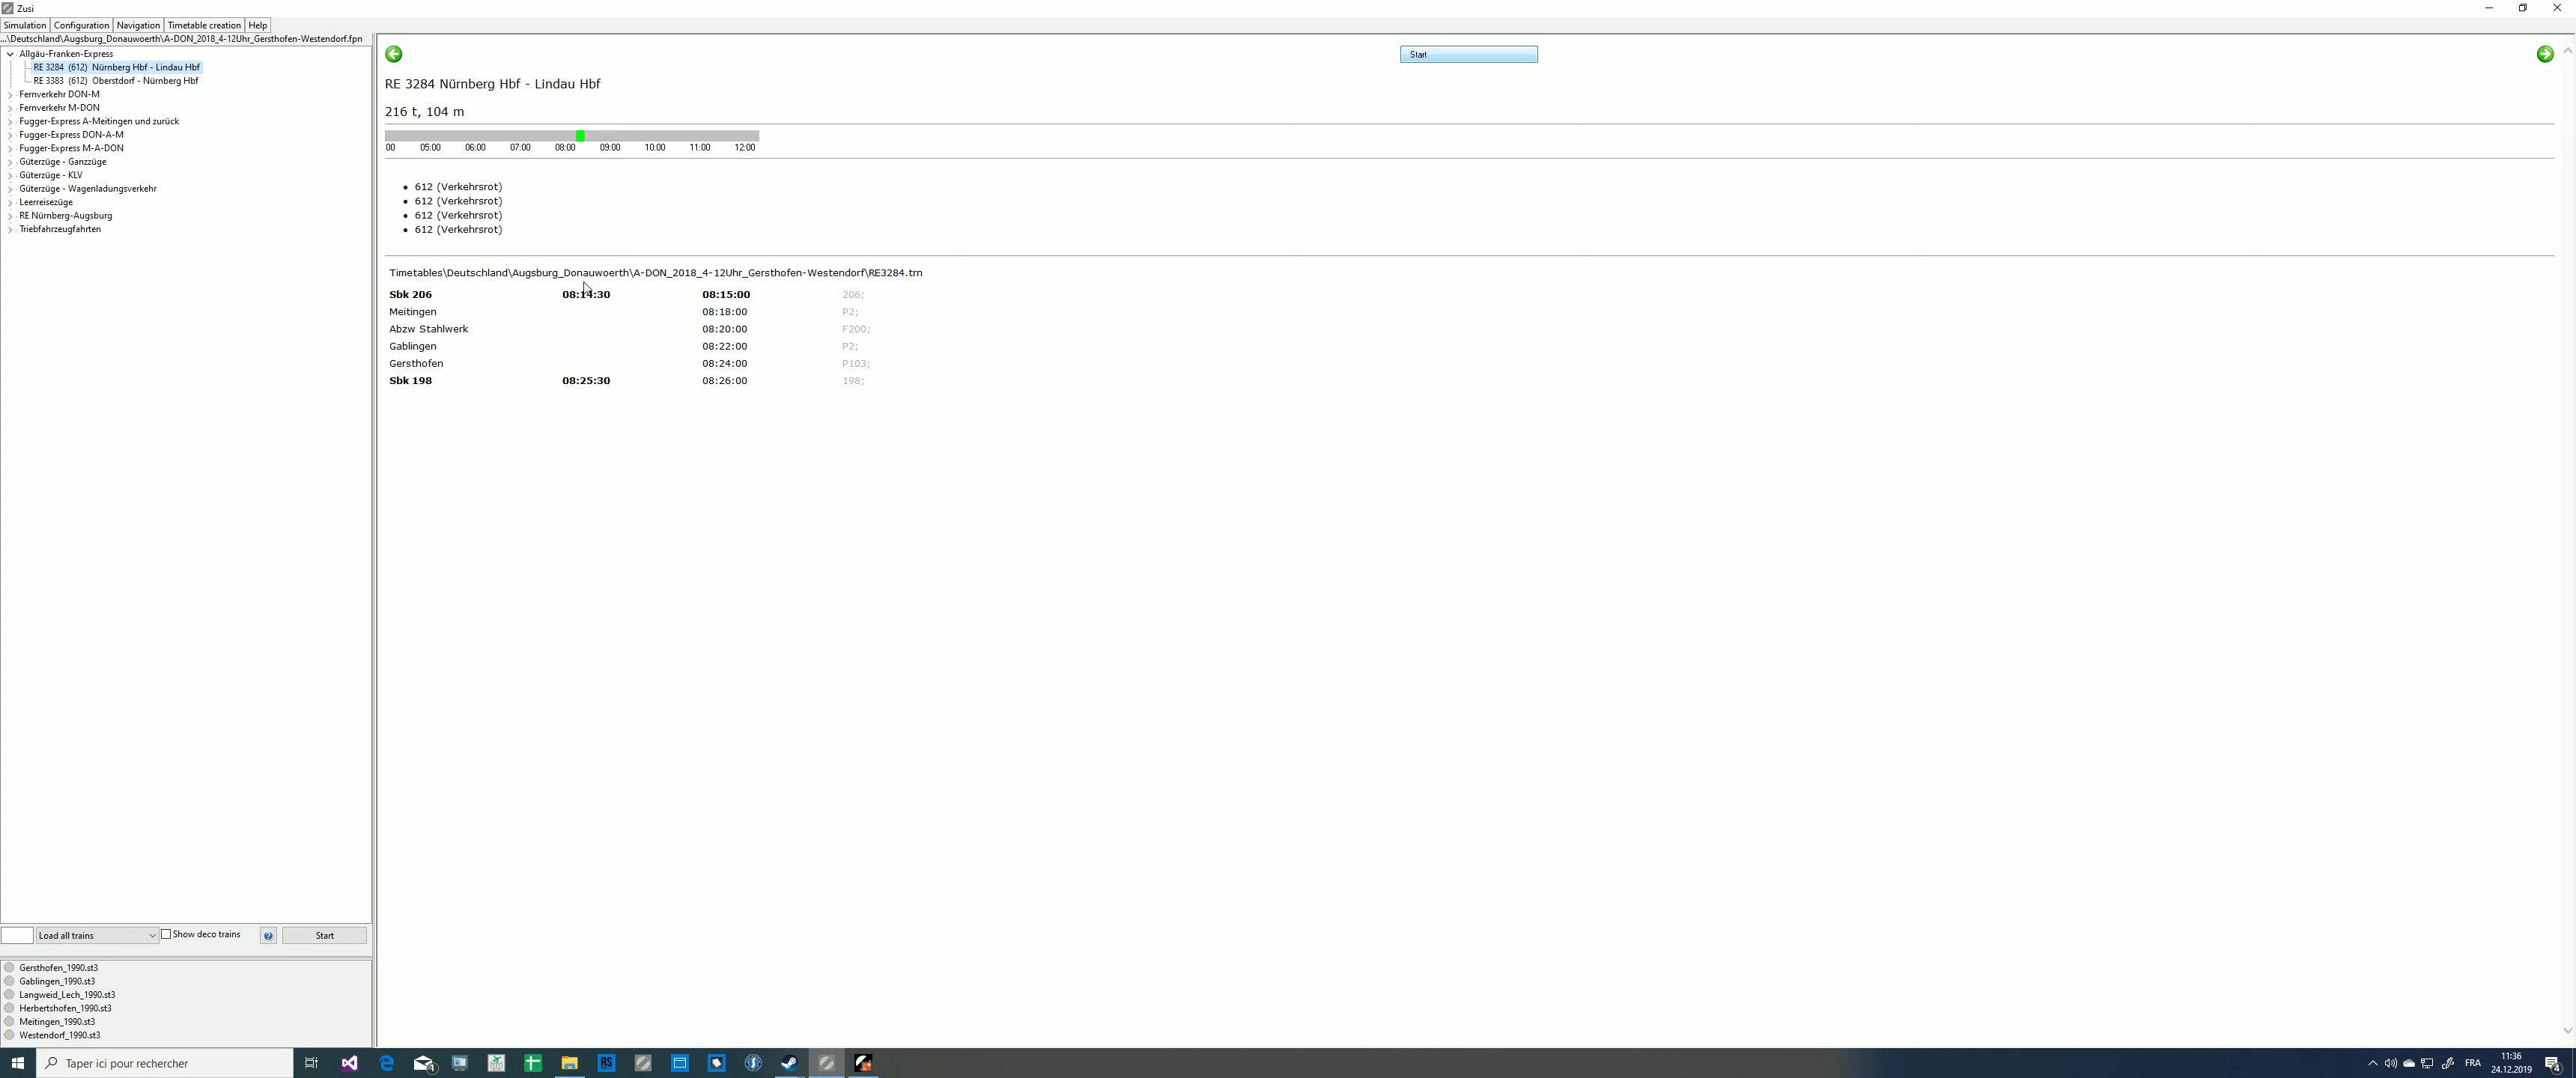 Zusi
Simulation Configuration Navigation Timetable creation Help
...\Deutschland\Augsburg_Donauwoerth\A-DON_2018_4-12Uhr_Gersthofen-Westendorf.fpn
Allgäu-Franken-Express
RE 3284 (612) Nürnberg Hbf - Lindau Hbf
RE 3383 (612) Oberstdorf - Nürnberg Hbf
Fernverkehr DON-M
Fernverkehr M-DON
Fugger-Express A-Meitingen und zurück
Fugger-Express DON-A-M
Fugger-Express M-A-DON
Güterzüge - Ganzzüge
Güterzüge - KLV
Güterzüge - Wagenladungsverkehr
Leerreisezüge
RE Nürnberg-Augsburg
Triebfahrzeugfahrten
Load all trains Show deco trains ? Start
Gersthofen_1990.st3
Gablingen_1990.st3
Langweid_Lech_1990.st3
Herbertshofen_1990.st3
Meitingen_1990.st3
Westendorf_1990.st3
Start
RE 3284 Nürnberg Hbf - Lindau Hbf
216 t, 104 m
00 05:00 06:00 07:00 08:00 09:00 10:00 11:00 12:00
• 612 (Verkehrsrot)
• 612 (Verkehrsrot)
• 612 (Verkehrsrot)
• 612 (Verkehrsrot)
Timetables\Deutschland\Augsburg_Donauwoerth\A-DON_2018_4-12Uhr_Gersthofen-Westendorf\RE3284.trn
Sbk 206 08:14:30 08:15:00 206;
Meitingen 08:18:00 P2;
Abzw Stahlwerk 08:20:00 F200;
Gablingen 08:22:00 P2;
Gersthofen 08:24:00 P103;
Sbk 198 08:25:30 08:26:00 198;
Taper ici pour rechercher 1 RS FRA 11:36 4
24.12.2019